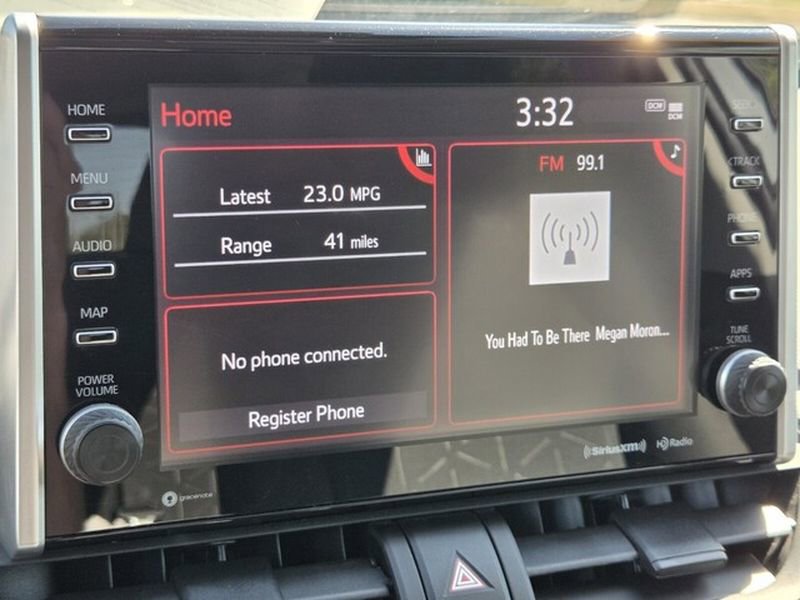 HOME
MENU
AUDIO
MAP
POWER
VOLUME
Home
3:32
DCM
DCM
Latest 23.0 MPG
Range 41 miles
No phone connected.
Register Phone
FM 99.1
You Had To Be There Megan Moron...
SEEK>
<TRACK
PHONE
APPS
TUNE
SCROLL
gracenote
((SiriusXM))
HD Radio